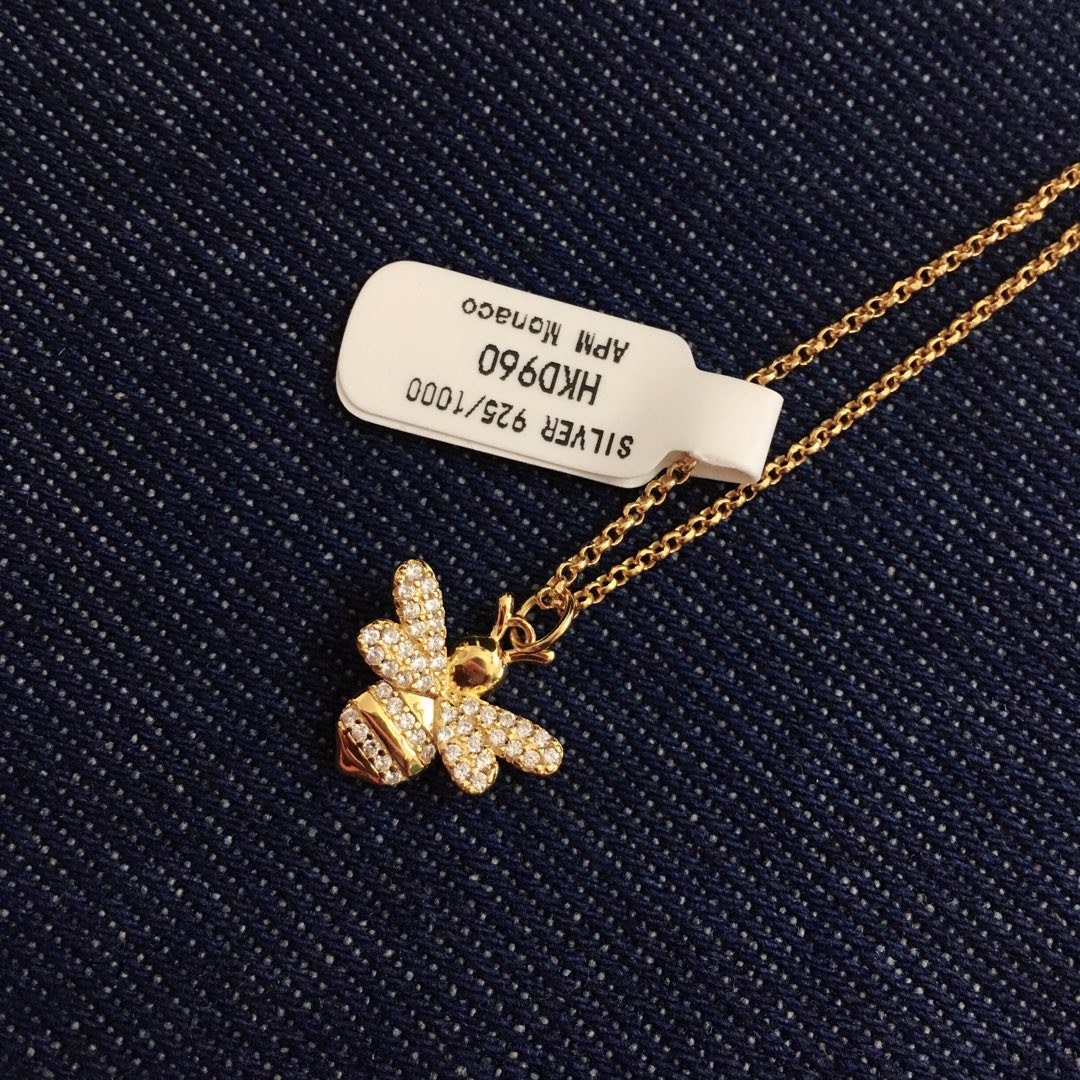 APM Monaco
HKD960
SILVER 925/1000